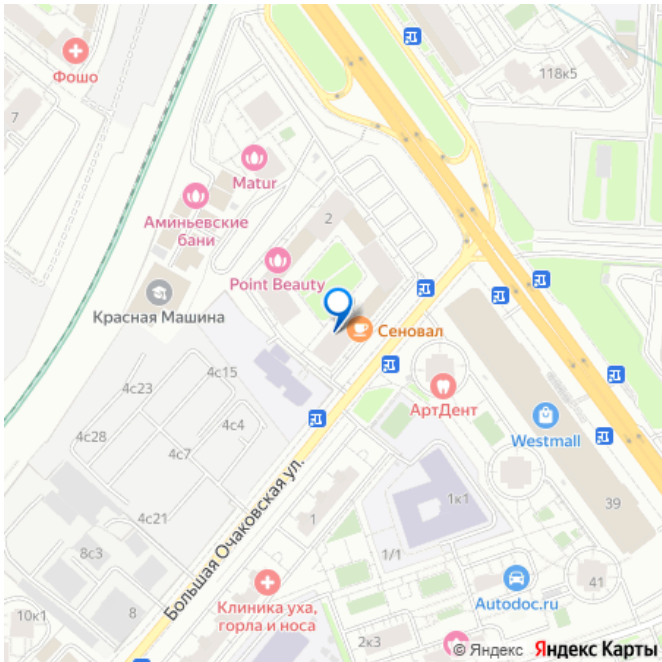 118к5
Фошо
7
Matur
Аминьевские
бани
2
Point Beauty
Красная Машина
Сеновал
4с15
4с23
АртДент
4с4
4с28
Westmall
4с7
1к1
39
4с21
1
8с3
1/1
Большая Очаковская ул.
41
Клиника уха,
горла и носа
Autodoc.ru
8
10к1
2к3
© Яндекс Яндекс Карты